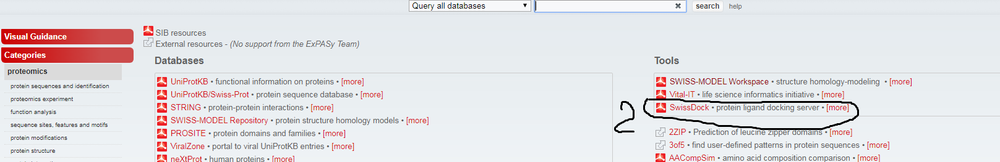 Query all databases
search help
Visual Guidance
Categories
proteomics
protein sequences and identification
proteomics experiment
function analysis
sequence sites, features and motifs
protein modifications
protein structure
SIB resources
External resources - (No support from the ExPASy Team)
Databases
UniProtKB • functional information on proteins • [more]
UniProtKB/Swiss-Prot • protein sequence database • [more]
STRING • protein-protein interactions • [more]
SWISS-MODEL Repository • protein structure homology models • [more]
PROSITE • protein domains and families • [more]
ViralZone • portal to viral UniProtKB entries • [more]
neXtProt • human proteins • [more]
2
Tools
SWISS-MODEL Workspace • structure homology-modeling • [more]
Vital-IT • life science informatics initiative • [more]
SwissDock • protein ligand docking server • [more]
2ZIP • Prediction of leucine zipper domains • [more]
3of5 • find user-defined patterns in protein sequences • [more]
AACompSim • amino acid composition comparison • [more]